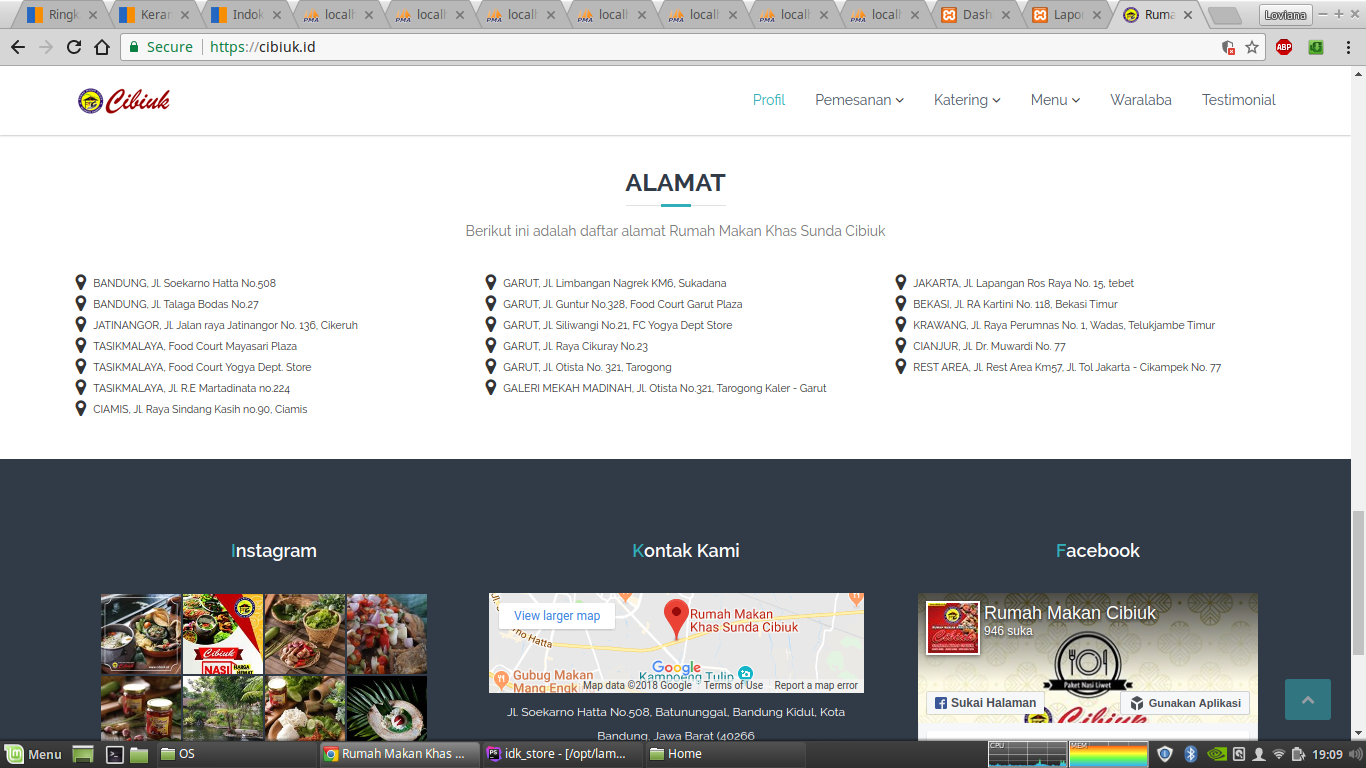 Ringk
Keran
Indok
localh
localh
localh
localh
localh
localh
localh
Dash
Lapor
Ruma
Loviana
Secure
https://cibiuk.id
ABP
Cibiuk
Profil
Pemesanan
Katering
Menu
Waralaba
Testimonial
ALAMAT
Berikut ini adalah daftar alamat Rumah Makan Khas Sunda Cibiuk
BANDUNG, Jl. Soekarno Hatta No.508
BANDUNG, Jl. Talaga Bodas No.27
JATINANGOR, Jl. Jalan raya Jatinangor No. 136, Cikeruh
TASIKMALAYA, Food Court Mayasari Plaza
TASIKMALAYA, Food Court Yogya Dept. Store
TASIKMALAYA, Jl. R.E Martadinata no.224
CIAMIS, Jl. Raya Sindang Kasih no.90, Ciamis
GARUT, Jl. Limbangan Nagrek KM6, Sukadana
GARUT, Jl. Guntur No.328, Food Court Garut Plaza
GARUT, Jl. Siliwangi No.21, FC Yogya Dept Store
GARUT, Jl. Raya Cikuray No.23
GARUT, Jl. Otista No. 321, Tarogong
GALERI MEKAH MADINAH, Jl. Otista No.321, Tarogong Kaler - Garut
JAKARTA, Jl. Lapangan Ros Raya No. 15, tebet
BEKASI, Jl. RA Kartini No. 118, Bekasi Timur
KRAWANG, Jl. Raya Perumnas No. 1, Wadas, Telukjambe Timur
CIANJUR, Jl. Dr. Muwardi No. 77
REST AREA, Jl. Rest Area Km57, Jl. Tol Jakarta - Cikampek No. 77
Instagram
Cibiuk
NASI
Kontak Kami
View larger map
Rumah Makan
Khas Sunda Cibiuk
Hatta
Google
Kampoeng Tulip
Gubug Makan
Mang Engk
Map data ©2018 Google
Terms of Use
Report a map error
Jl. Soekarno Hatta No.508, Batununggal, Bandung Kidul, Kota
Bandung, Jawa Barat (40266
Facebook
Cibiuk
Rumah Makan Cibiuk
946 suka
Paket Nasi Liwet
Sukai Halaman
Gunakan Aplikasi
Menu
OS
Rumah Makan Khas ...
idk_store - [/opt/lam...
Home
CPU
MEM
19:09